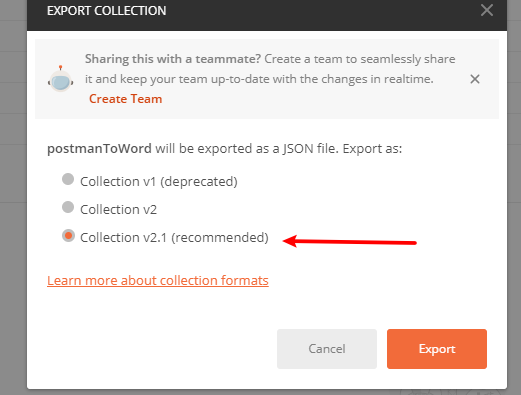 EXPORT COLLECTION
Sharing this with a teammate? Create a team to seamlessly share
it and keep your team up-to-date with the changes in realtime.
Create Team
postmanToWord will be exported as a JSON file. Export as:
Collection v1 (deprecated)
Collection v2
Collection v2.1 (recommended)
Learn more about collection formats
Cancel
Export